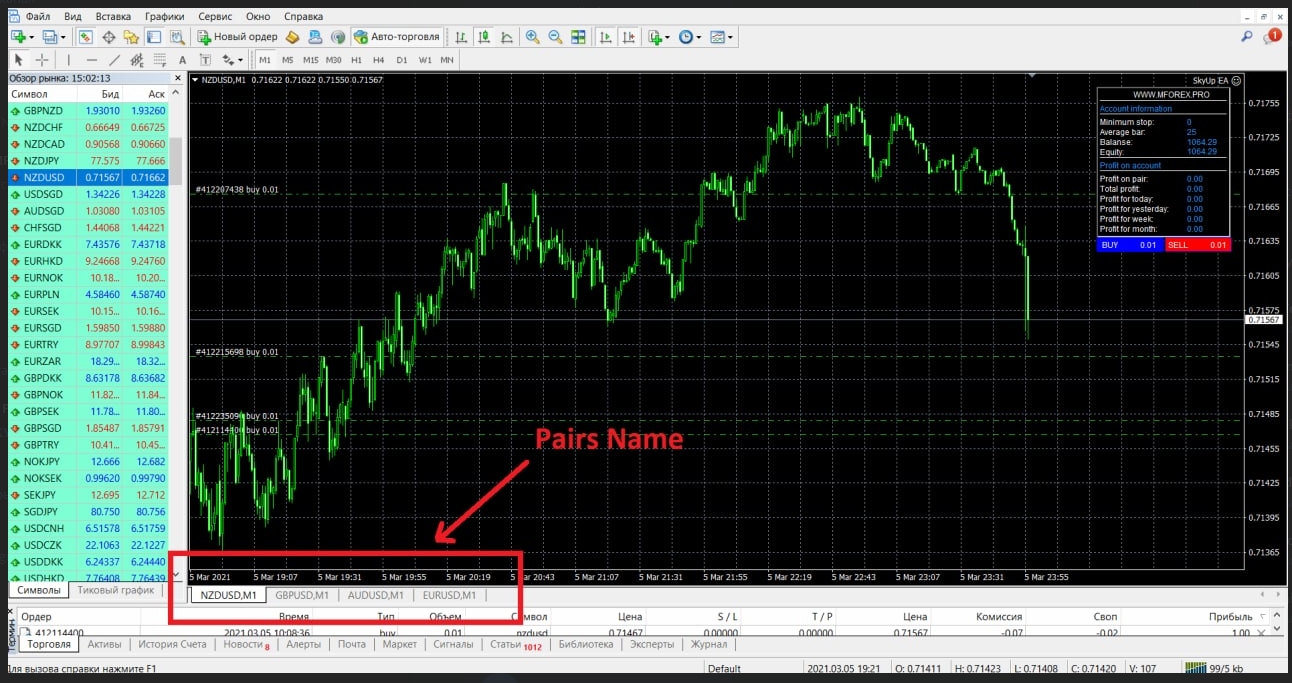 Файл Вид Вставка Графики Сервис Окно Справка
Новый ордер Авто-торговля 1
A T M1 M5 M15 M30 H1 H4 D1 W1 MN
Обзор рынка: 15:02:13
Символ Бид Аск
GBPNZD 1.93010 1.93260
NZDCHF 0.66649 0.66725
NZDCAD 0.90568 0.90660
NZDJPY 77.575 77.666
NZDUSD 0.71567 0.71662
USDSGD 1.34226 1.34228
AUDSGD 1.03080 1.03105
CHFSGD 1.44068 1.44221
EURDKK 7.43576 7.43718
EURHKD 9.24668 9.24760
EURNOK 10.18... 10.20...
EURPLN 4.58460 4.58740
EURSEK 10.15... 10.16...
EURSGD 1.59850 1.59880
EURTRY 8.97707 8.99843
EURZAR 18.29... 18.32...
GBPDKK 8.63178 8.63682
GBPNOK 11.82... 11.84...
GBPSEK 11.78... 11.80...
GBPSGD 1.85487 1.85791
GBPTRY 10.41... 10.45...
NOKJPY 12.666 12.682
NOKSEK 0.99620 0.99790
SEKJPY 12.695 12.712
SGDJPY 80.750 80.756
USDCNH 6.51578 6.51759
USDCZK 22.1063 22.1227
USDDKK 6.24337 6.24440
USDHKD 7.76408 7.76439
Символы Тиковый график
NZDUSD,M1 0.71622 0.71622 0.71550 0.71567
SkyUp EA
WWW.MFOREX.PRO
Account information
Minimum stop: 0
Average bar: 25
Balanse: 1064.29
Equity: 1064.29
Profit on account
Profit on pair: 0.00
Total profit: 0.00
Profit for today: 0.00
Profit for yesterday: 0.00
Profit for week: 0.00
Profit for month: 0.00
BUY 0.01 SELL 0.01
0.71755
0.71725
0.71695
0.71665
0.71635
0.71605
0.71575
0.71567
0.71545
0.71515
0.71485
0.71455
0.71425
0.71395
0.71365
#412207438 buy 0.01
#412215698 buy 0.01
buy 0.01
#412114400 buy 0.01
Pairs Name
5 Mar 2021 5 Mar 19:07 5 Mar 19:31 5 Mar 19:55 5 Mar 20:19 5 Mar 20:43 5 Mar 21:07 5 Mar 21:31 5 Mar 21:55 5 Mar 22:19 5 Mar 22:43 5 Mar 23:07 5 Mar 23:31 5 Mar 23:55
NZDUSD,M1 GBPUSD,M1 AUDUSD,M1 EURUSD,M1
Ордер Время Тип Объем Символ Цена S / L T / P Цена Комиссия Своп Прибыль
412114400 2021.03.05 10:08:36 buy 0.01 nzdusd 0.71467 0.00000 0.00000 0.71567 -0.07 -0.02 1.00
Торговля Активы История Счета Новости 8 Алерты Почта Маркет Сигналы Статьи 1012 Библиотека Эксперты Журнал
Для вызова справки нажмите F1 Default 2021.03.05 19:21 O: 0.71411 H: 0.71423 L: 0.71408 C: 0.71420 V: 107 99/5 kb